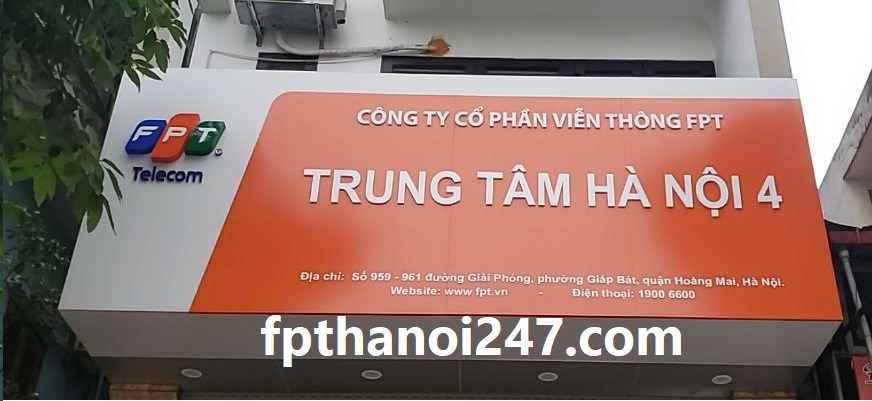 FPT
Telecom
CÔNG TY CỔ PHẦN VIỄN THÔNG FPT
TRUNG TÂM HÀ NỘI 4
Địa chỉ: Số 959 - 961 đường Giải Phóng, phường Giáp Bát, quận Hoàng Mai, Hà Nội.
Website: www.fpt.vn - Điện thoại: 1900 6600
fpthanoi247.com